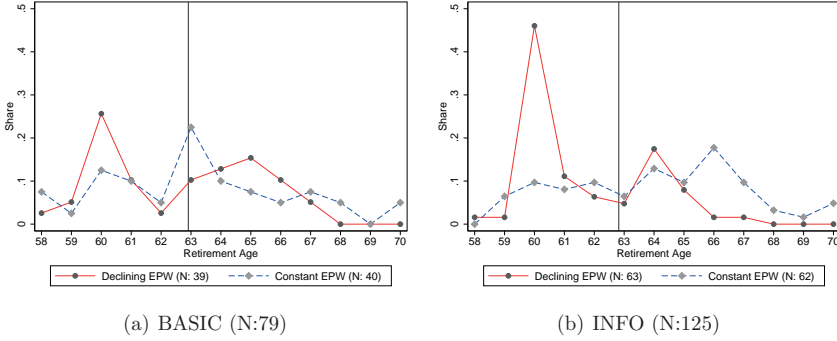 .5
.4
.3
.2
.1
0
Share
58 59 60 61 62 63 64 65 66 67 68 69 70
Retirement Age
Declining EPW (N: 39) Constant EPW (N: 40)
(a) BASIC (N:79)
.5
.4
.3
.2
.1
0
Share
58 59 60 61 62 63 64 65 66 67 68 69 70
Retirement Age
Declining EPW (N: 63) Constant EPW (N: 62)
(b) INFO (N:125)